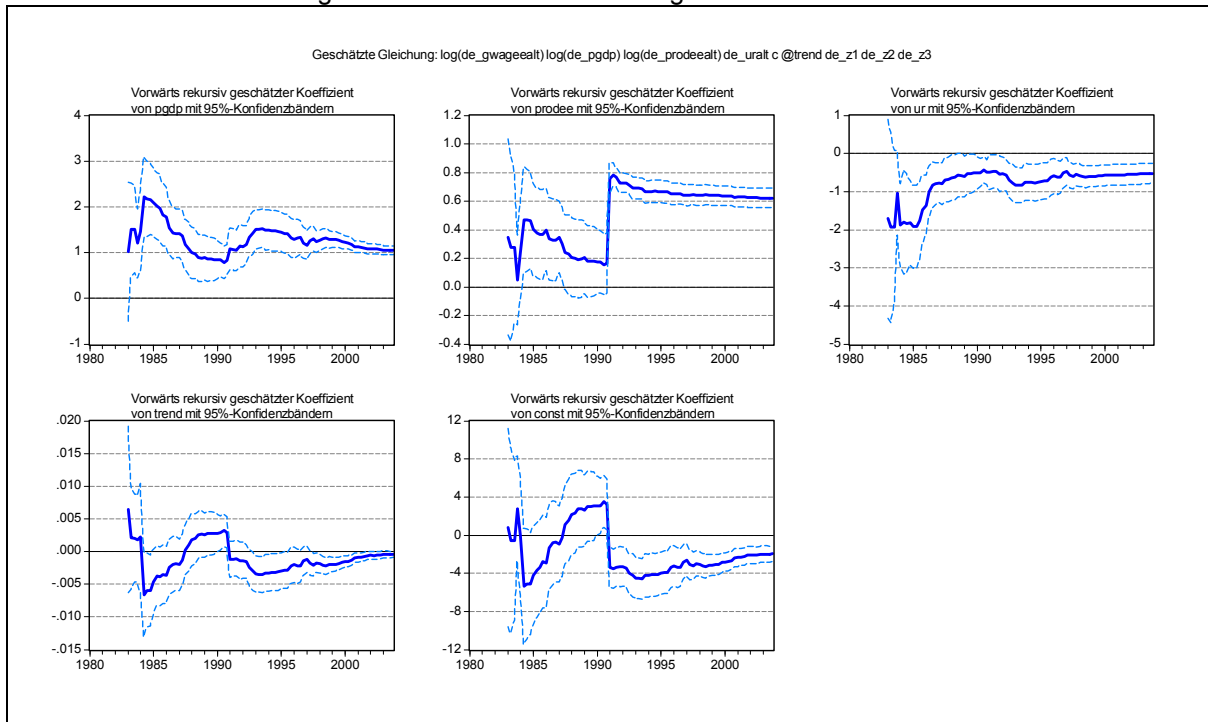 Geschätzte Gleichung: log(de_gwageealt) log(de_pgdp) log(de_prodeealt) de_uralt c @trend de_z1 de_z2 de_z3
Vorwärts rekursiv geschätzter Koeffizient
von pgdp mit 95%-Konfidenzbändern
4
3
2
1
0
-1
1980 1985 1990 1995 2000
Vorwärts rekursiv geschätzter Koeffizient
von prodee mit 95%-Konfidenzbändern
1.2
1.0
0.8
0.6
0.4
0.2
0.0
-0.2
-0.4
1980 1985 1990 1995 2000
Vorwärts rekursiv geschätzter Koeffizient
von ur mit 95%-Konfidenzbändern
1
0
-1
-2
-3
-4
-5
1980 1985 1990 1995 2000
Vorwärts rekursiv geschätzter Koeffizient
von trend mit 95%-Konfidenzbändern
.020
.015
.010
.005
.000
-.005
-.010
-.015
1980 1985 1990 1995 2000
Vorwärts rekursiv geschätzter Koeffizient
von const mit 95%-Konfidenzbändern
12
8
4
0
-4
-8
-12
1980 1985 1990 1995 2000